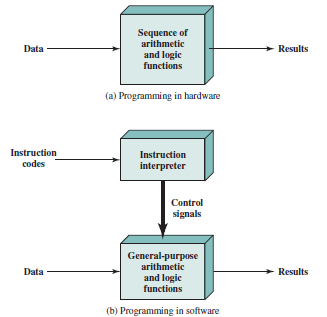 Sequence of
arithmetic
and logic
functions
Data
Results
(a) Programming in hardware
Instruction
codes
Instruction
interpreter
Control
signals
General-purpose
arithmetic
and logic
functions
Data
Results
(b) Programming in software